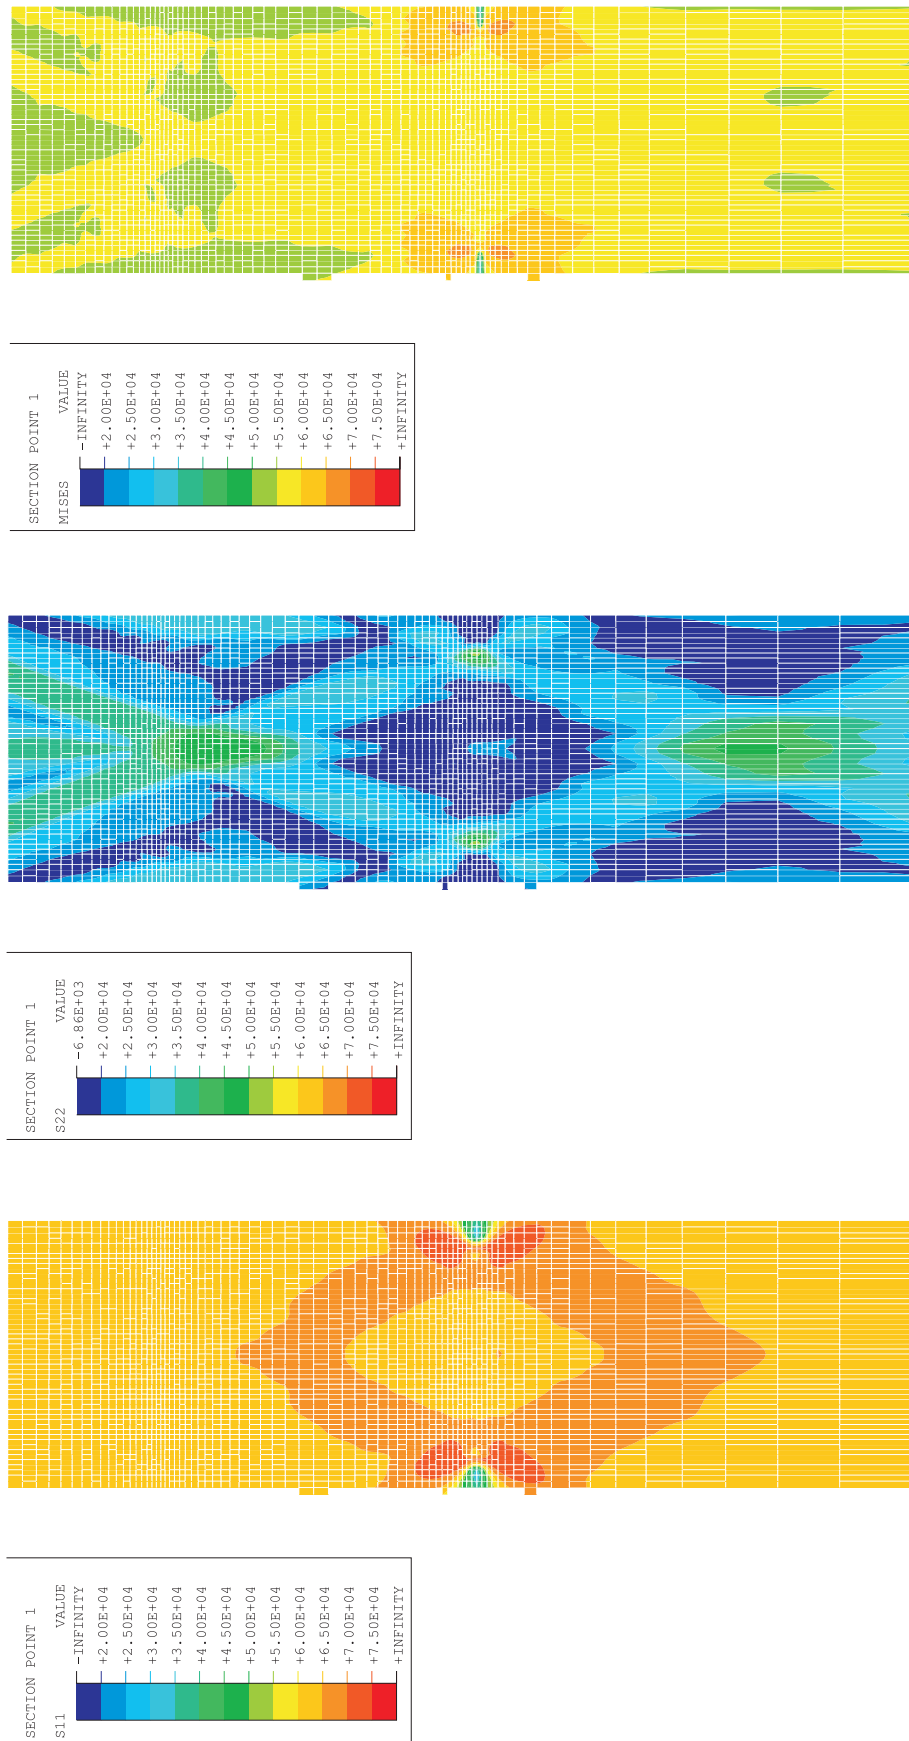 SECTION POINT 1
S11 VALUE
-INFINITY
+2.00E+04
+2.50E+04
+3.00E+04
+3.50E+04
+4.00E+04
+4.50E+04
+5.00E+04
+5.50E+04
+6.00E+04
+6.50E+04
+7.00E+04
+7.50E+04
+INFINITY
SECTION POINT 1
S22 VALUE
-6.86E+03
+2.00E+04
+2.50E+04
+3.00E+04
+3.50E+04
+4.00E+04
+4.50E+04
+5.00E+04
+5.50E+04
+6.00E+04
+6.50E+04
+7.00E+04
+7.50E+04
+INFINITY
SECTION POINT 1
MISES VALUE
-INFINITY
+2.00E+04
+2.50E+04
+3.00E+04
+3.50E+04
+4.00E+04
+4.50E+04
+5.00E+04
+5.50E+04
+6.00E+04
+6.50E+04
+7.00E+04
+7.50E+04
+INFINITY